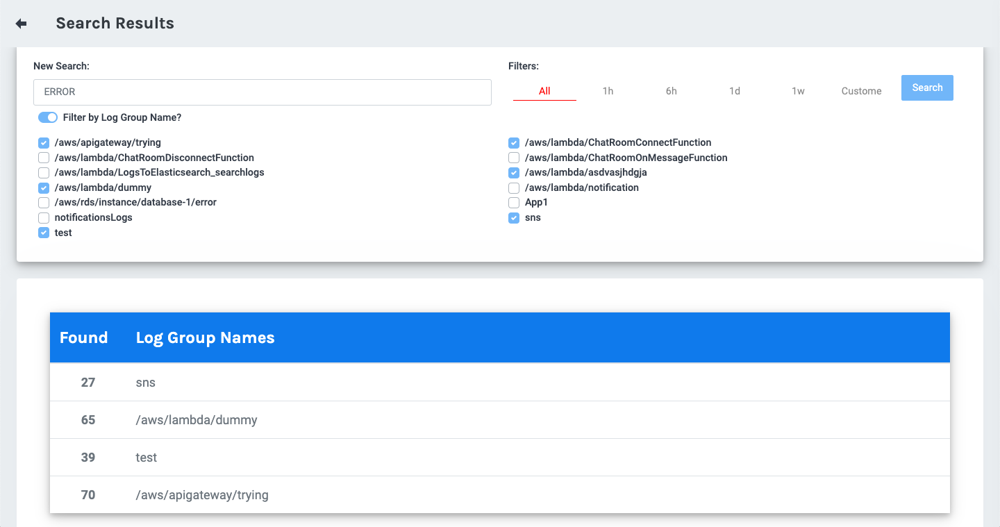 Search Results
New Search:
ERROR
Filter by Log Group Name?
Filters:
All 1h 6h 1d 1w Custome Search
/aws/apigateway/trying
/aws/lambda/ChatRoomDisconnectFunction
/aws/lambda/LogsToElasticsearch_searchlogs
/aws/lambda/dummy
/aws/rds/instance/database-1/error
notificationsLogs
test
/aws/lambda/ChatRoomConnectFunction
/aws/lambda/ChatRoomOnMessageFunction
/aws/lambda/asdvasjhdgja
/aws/lambda/notification
App1
sns
Found Log Group Names
27 sns
65 /aws/lambda/dummy
39 test
70 /aws/apigateway/trying